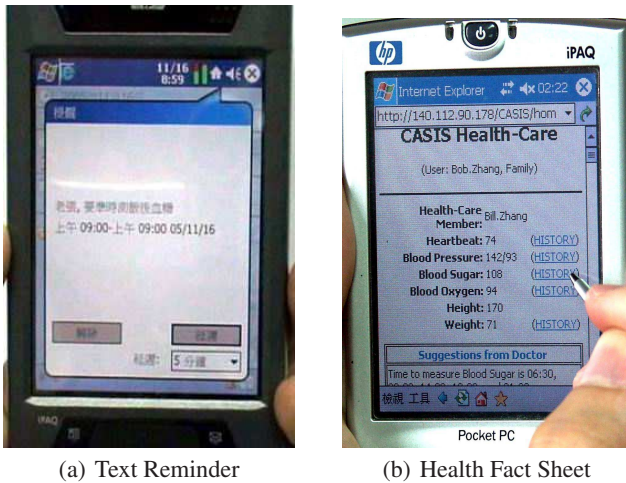 11/16
8:59
提醒
老張, 要準時測飯後血糖
上午 09:00-上午 09:00 05/11/16
解除
延遲
延遲:
5 分鐘
iPAQ
(a) Text Reminder
hp
iPAQ
Internet Explorer
02:22
http://140.112.90.178/CASIS/hom
CASIS Health-Care
(User: Bob.Zhang, Family)
Health-Care Member: Bill.Zhang
Heartbeat: 74 (HISTORY)
Blood Pressure: 142/93 (HISTORY)
Blood Sugar: 108 (HISTORY)
Blood Oxygen: 94 (HISTORY)
Height: 170
Weight: 71 (HISTORY)
Suggestions from Doctor
Time to measure Blood Sugar is 06:30,
檢視 工具
Pocket PC
(b) Health Fact Sheet